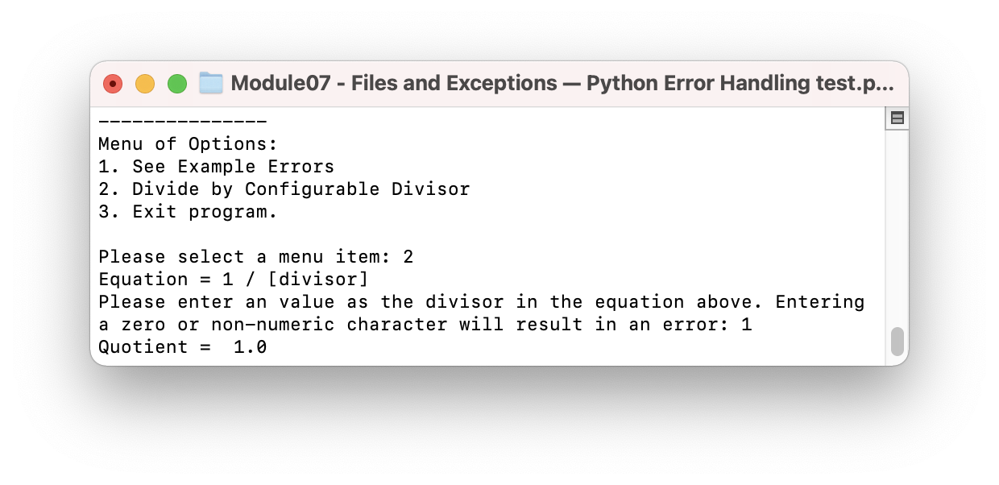 Module07 - Files and Exceptions — Python Error Handling test.p...
---------------
Menu of Options:
1. See Example Errors
2. Divide by Configurable Divisor
3. Exit program.
Please select a menu item: 2
Equation = 1 / [divisor]
Please enter an value as the divisor in the equation above. Entering
a zero or non-numeric character will result in an error: 1
Quotient =  1.0